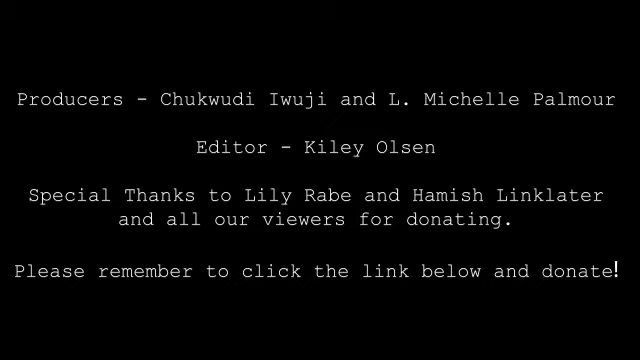 Producers - Chukwudi Iwuji and L. Michelle Palmour
Editor - Kiley Olsen
Special Thanks to Lily Rabe and Hamish Linklater
and all our viewers for donating.
Please remember to click the link below and donate!